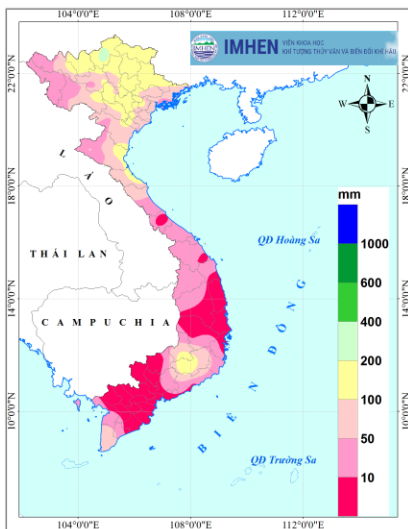 104°0'0"E
108°0'0"E
112°0'0"E
IMHEN
VIỆN KHOA HỌC
KHÍ TƯỢNG THỦY VĂN VÀ BIẾN ĐỔI KHÍ HẬU
IMHEN
22°0'0"N
22°0'0"N
N
W
E
S
LÀO
18°0'0"N
18°0'0"N
mm
1000
600
400
200
100
50
10
QĐ Hoàng Sa
THÁI LAN
14°0'0"N
14°0'0"N
CAMPUCHIA
BIỂN ĐÔNG
10°0'0"N
10°0'0"N
QĐ Trường Sa
104°0'0"E
108°0'0"E
112°0'0"E